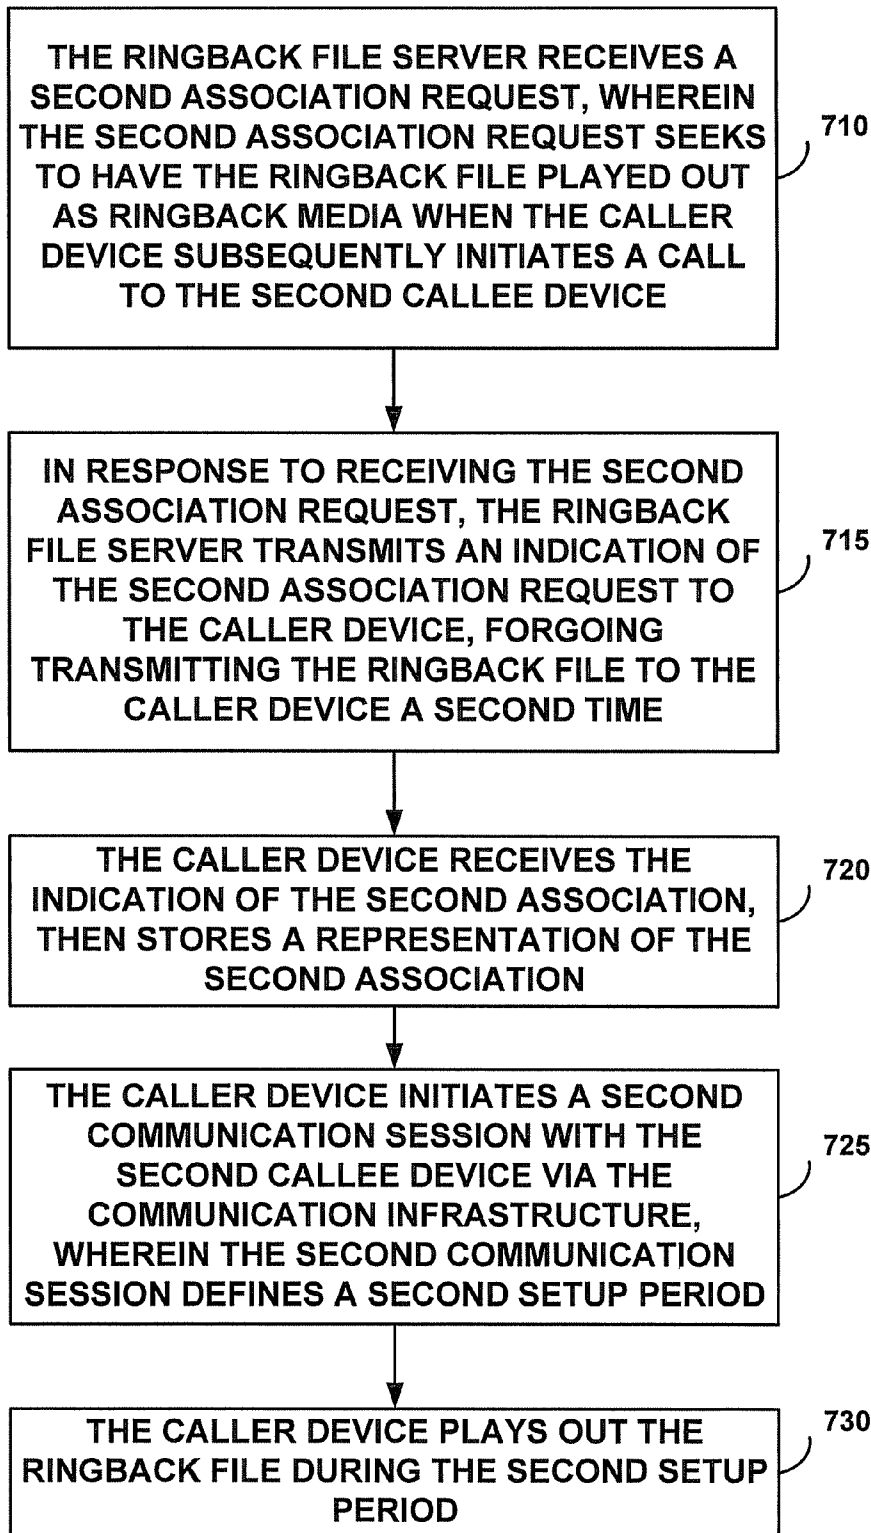 THE RINGBACK FILE SERVER RECEIVES A
SECOND ASSOCIATION REQUEST, WHEREIN
THE SECOND ASSOCIATION REQUEST SEEKS
TO HAVE THE RINGBACK FILE PLAYED OUT
AS RINGBACK MEDIA WHEN THE CALLER
DEVICE SUBSEQUENTLY INITIATES A CALL
TO THE SECOND CALLEE DEVICE
710
IN RESPONSE TO RECEIVING THE SECOND
ASSOCIATION REQUEST, THE RINGBACK
FILE SERVER TRANSMITS AN INDICATION OF
THE SECOND ASSOCIATION REQUEST TO
THE CALLER DEVICE, FORGOING
TRANSMITTING THE RINGBACK FILE TO THE
CALLER DEVICE A SECOND TIME
715
THE CALLER DEVICE RECEIVES THE
INDICATION OF THE SECOND ASSOCIATION,
THEN STORES A REPRESENTATION OF THE
SECOND ASSOCIATION
720
THE CALLER DEVICE INITIATES A SECOND
COMMUNICATION SESSION WITH THE
SECOND CALLEE DEVICE VIA THE
COMMUNICATION INFRASTRUCTURE,
WHEREIN THE SECOND COMMUNICATION
SESSION DEFINES A SECOND SETUP PERIOD
725
THE CALLER DEVICE PLAYS OUT THE
RINGBACK FILE DURING THE SECOND SETUP
PERIOD
730